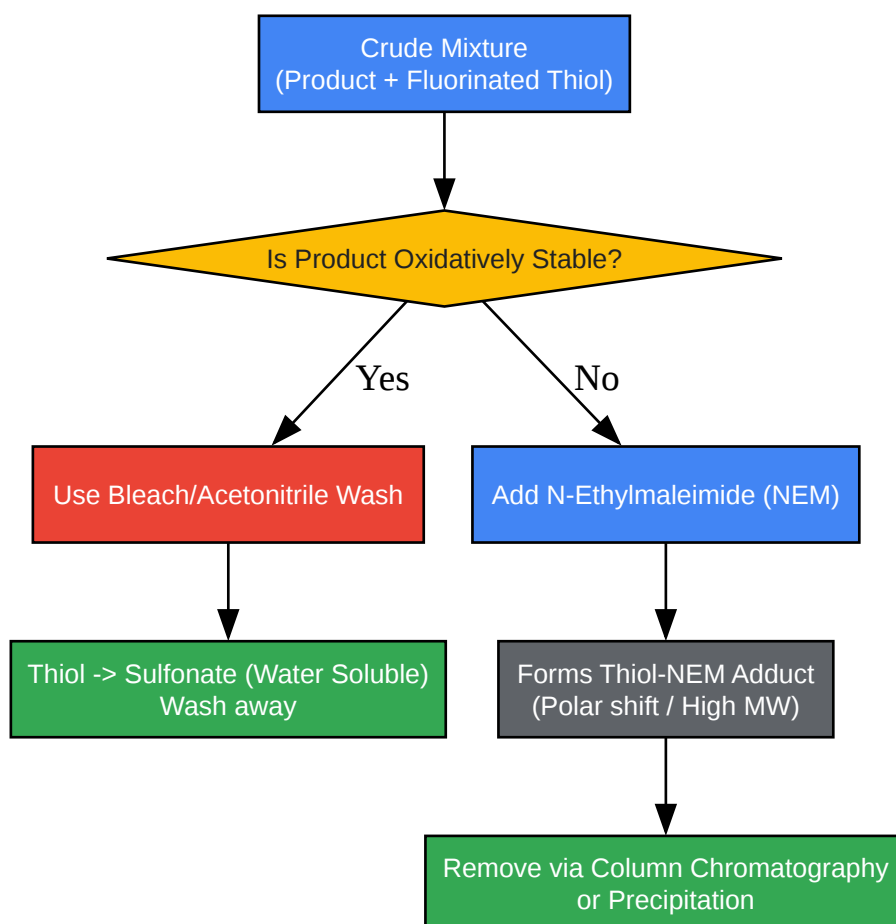 Crude Mixture
(Product + Fluorinated Thiol)
Is Product Oxidatively Stable?
Yes
No
Use Bleach/Acetonitrile Wash
Add N-Ethylmaleimide (NEM)
Thiol -> Sulfonate (Water Soluble)
Wash away
Forms Thiol-NEM Adduct
(Polar shift / High MW)
Remove via Column Chromatography
or Precipitation